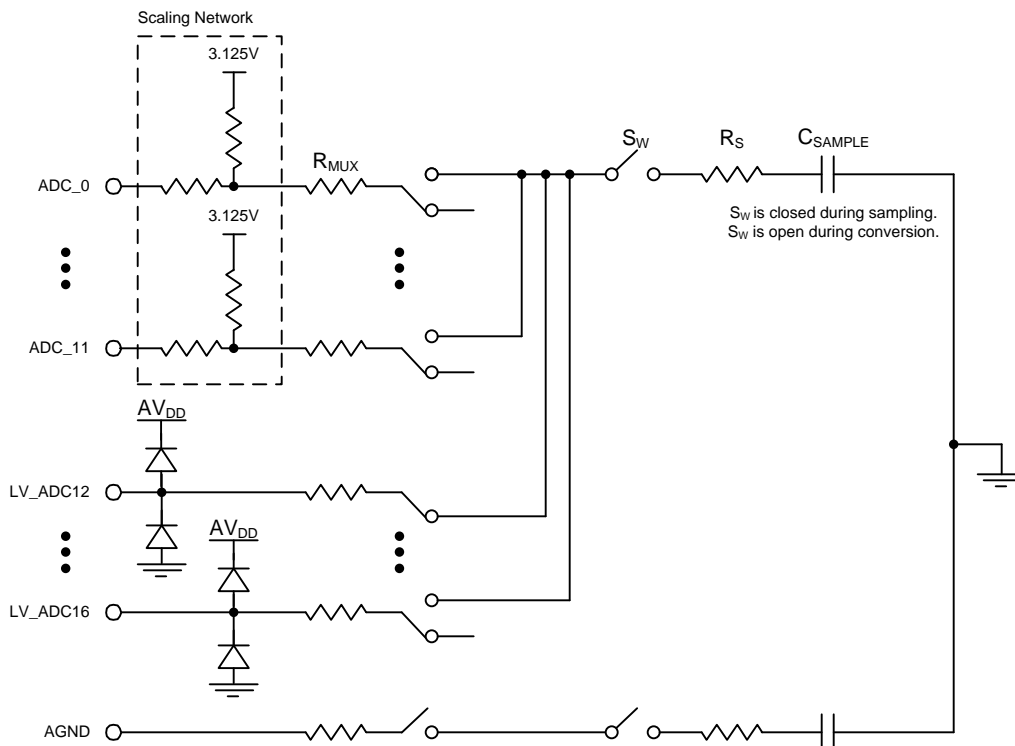 Scaling Network
3.125V
R_MUX
ADC_0
S_W
R_S
C_SAMPLE
S_W is closed during sampling.
S_W is open during conversion.
3.125V
ADC_11
AV_DD
LV_ADC12
AV_DD
LV_ADC16
AGND